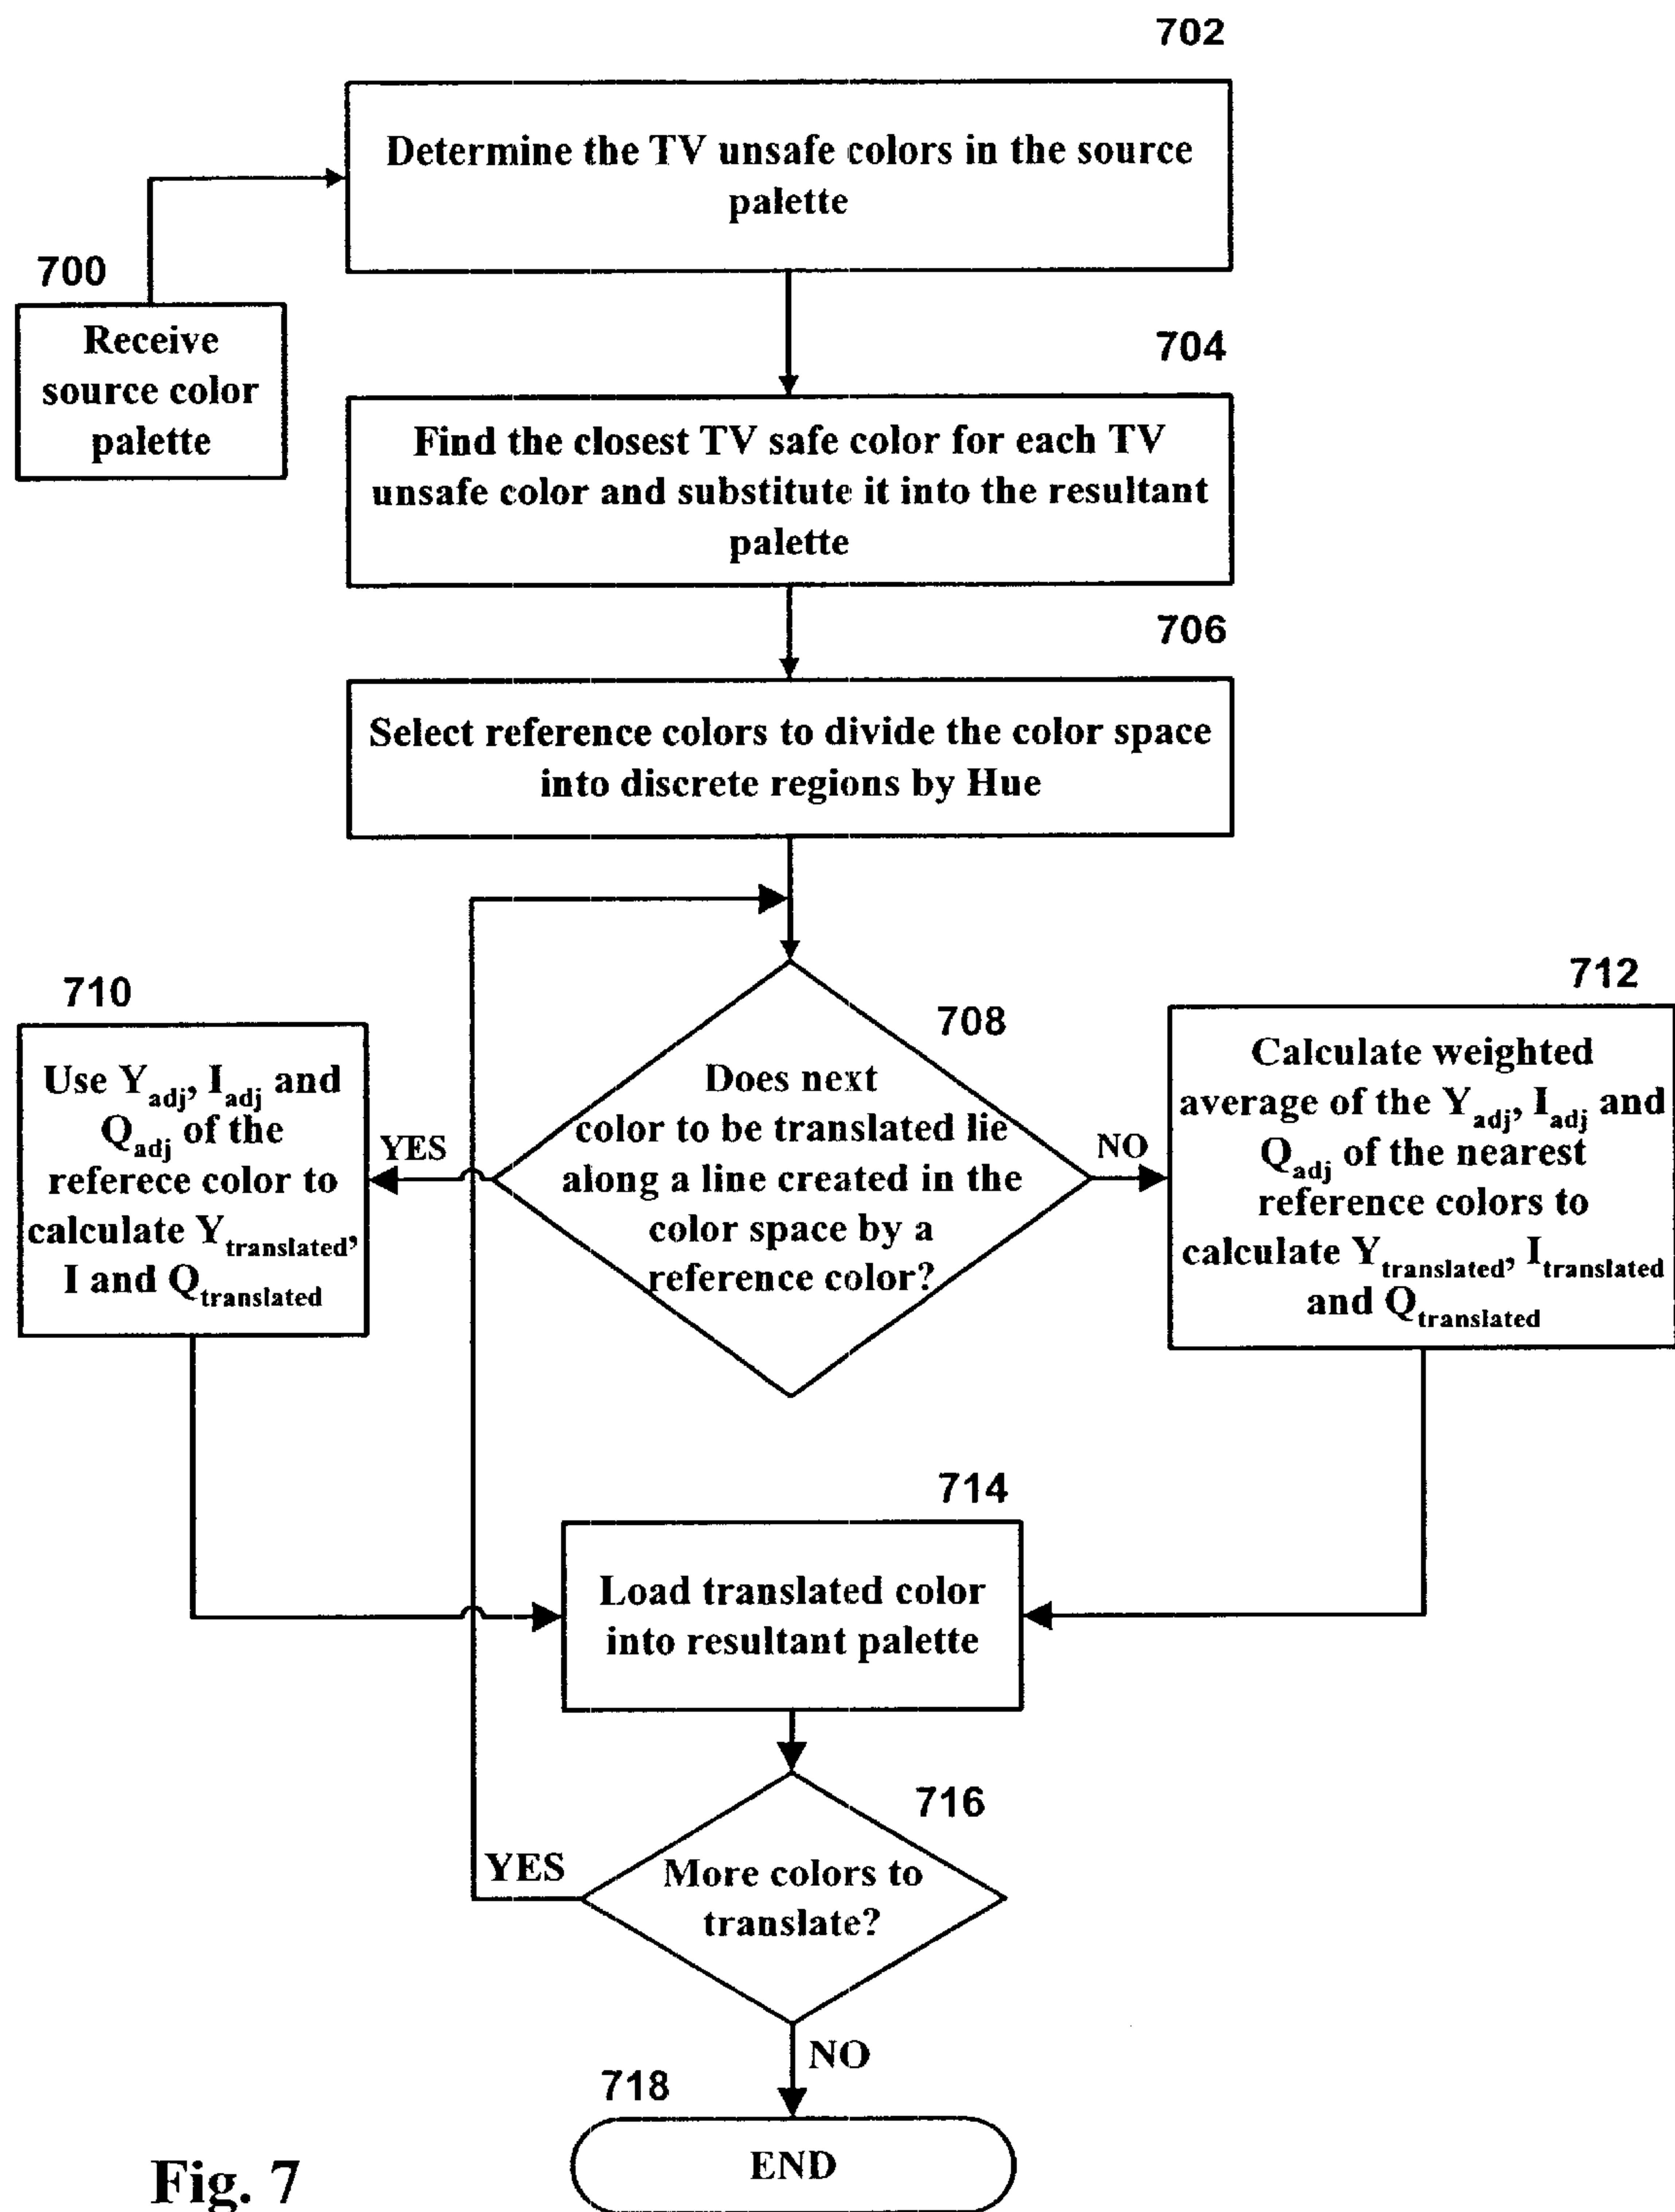 702
Determine the TV unsafe colors in the source
palette
700
Receive
source color
palette
704
Find the closest TV safe color for each TV
unsafe color and substitute it into the resultant
palette
706
Select reference colors to divide the color space
into discrete regions by Hue
710
Use Yadj, Iadj and
Qadj of the
referece color to
calculate Ytranslated,
I and Qtranslated
YES
708
Does next
color to be translated lie
along a line created in the
color space by a
reference color?
NO
712
Calculate weighted
average of the Yadj, Iadj and
Qadj of the nearest
reference colors to
calculate Ytranslated, Itranslated
and Qtranslated
714
Load translated color
into resultant palette
716
More colors to
translate?
YES
NO
718
END
Fig. 7